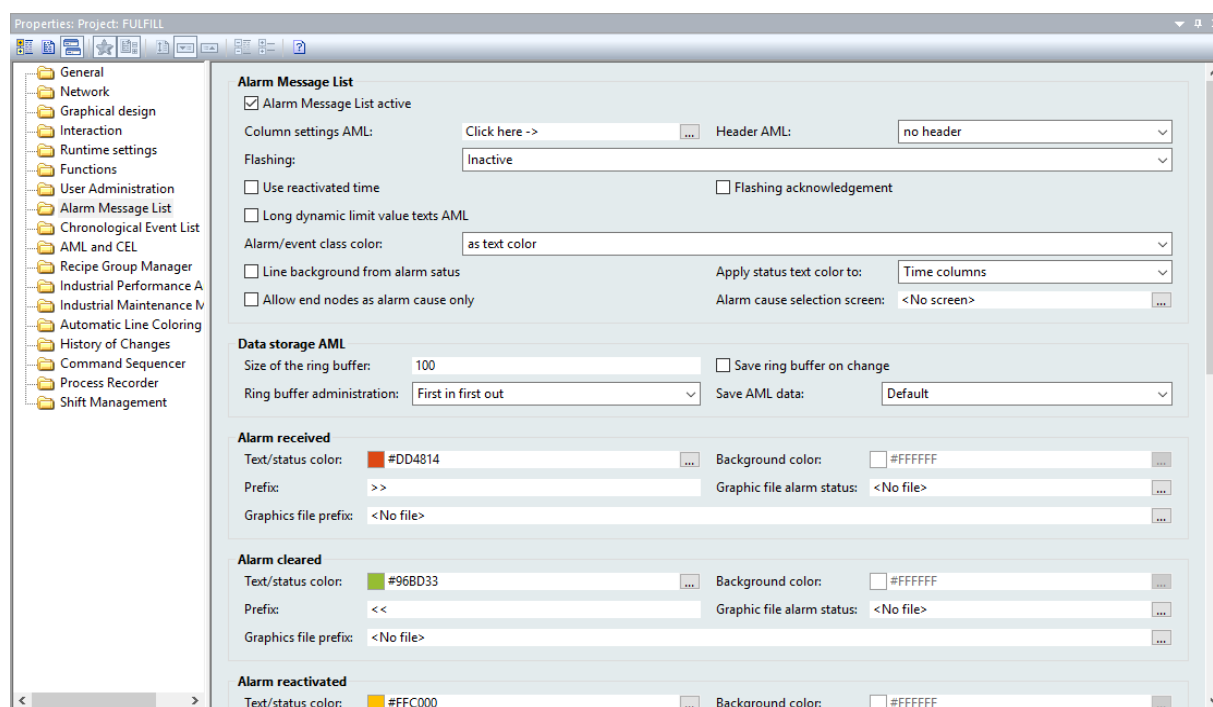 Properties: Project: FULFILL
General
Network
Graphical design
Interaction
Runtime settings
Functions
User Administration
Alarm Message List
Chronological Event List
AML and CEL
Recipe Group Manager
Industrial Performance A
Industrial Maintenance M
Automatic Line Coloring
History of Changes
Command Sequencer
Process Recorder
Shift Management
Alarm Message List
Alarm Message List active
Column settings AML: Click here -> ... Header AML: no header
Flashing: Inactive
Use reactivated time Flashing acknowledgement
Long dynamic limit value texts AML
Alarm/event class color: as text color
Line background from alarm satus Apply status text color to: Time columns
Allow end nodes as alarm cause only Alarm cause selection screen: <No screen> ...
Data storage AML
Size of the ring buffer: 100 Save ring buffer on change
Ring buffer administration: First in first out Save AML data: Default
Alarm received
Text/status color: #DD4814 ... Background color: #FFFFFF ...
Prefix: >> Graphic file alarm status: <No file> ...
Graphics file prefix: <No file> ...
Alarm cleared
Text/status color: #96BD33 ... Background color: #FFFFFF ...
Prefix: << Graphic file alarm status: <No file> ...
Graphics file prefix: <No file> ...
Alarm reactivated
Text/status color: #FFC000 ... Background color: #FFFFFF ...